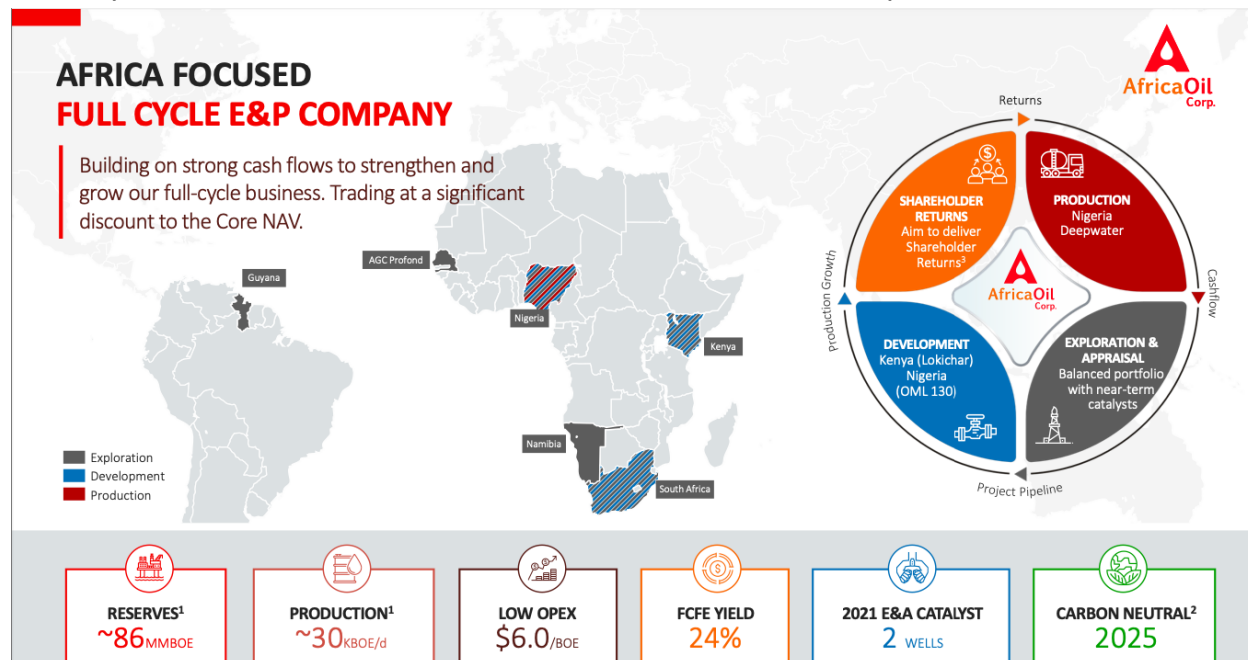 AFRICA FOCUSED
FULL CYCLE E&P COMPANY
Building on strong cash flows to strengthen and
grow our full-cycle business. Trading at a significant
discount to the Core NAV.
AfricaOil
Corp.
Guyana
AGC Profond
Nigeria
Kenya
Namibia
South Africa
Exploration
Development
Production
Returns
Cashflow
Project Pipeline
Production Growth
SHAREHOLDER
RETURNS
Aim to deliver
Shareholder
Returns³
PRODUCTION
Nigeria
Deepwater
AfricaOil
Corp.
DEVELOPMENT
Kenya (Lokichar)
Nigeria
(OML 130)
EXPLORATION &
APPRAISAL
Balanced portfolio
with near-term
catalysts
RESERVES¹
~86 MMBOE
PRODUCTION¹
~30 KBOE/d
LOW OPEX
$6.0/BOE
FCFE YIELD
24%
2021 E&A CATALYST
2 WELLS
CARBON NEUTRAL²
2025